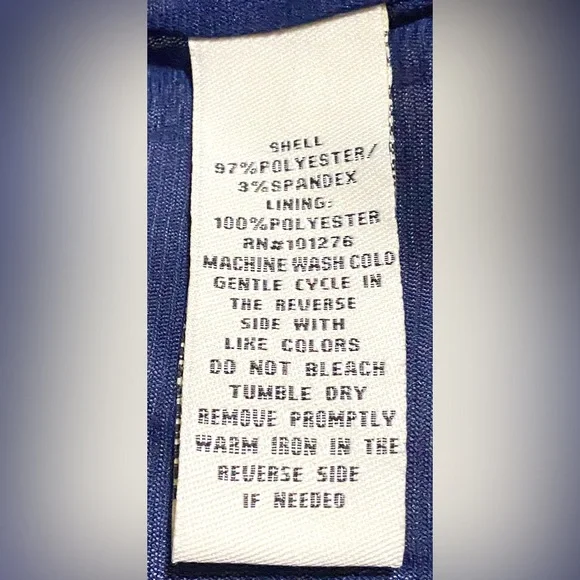 SHELL
97%POLYESTER/
3%SPANDEX
LINING:
100%POLYESTER
RN#101276
MACHINE WASH COLD
GENTLE CYCLE IN
THE REVERSE
SIDE WITH
LIKE COLORS
DO NOT BLEACH
TUMBLE DRY
REMOVE PROMPTLY
WARM IRON IN THE
REVERSE SIDE
IF NEEDED